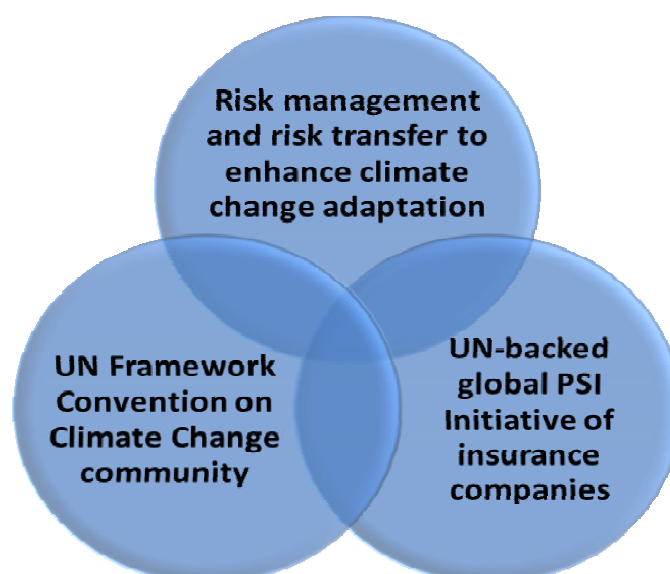 Risk management
and risk transfer to
enhance climate
change adaptation
UN Framework
Convention on
Climate Change
community
UN-backed
global PSI
Initiative of
insurance
companies